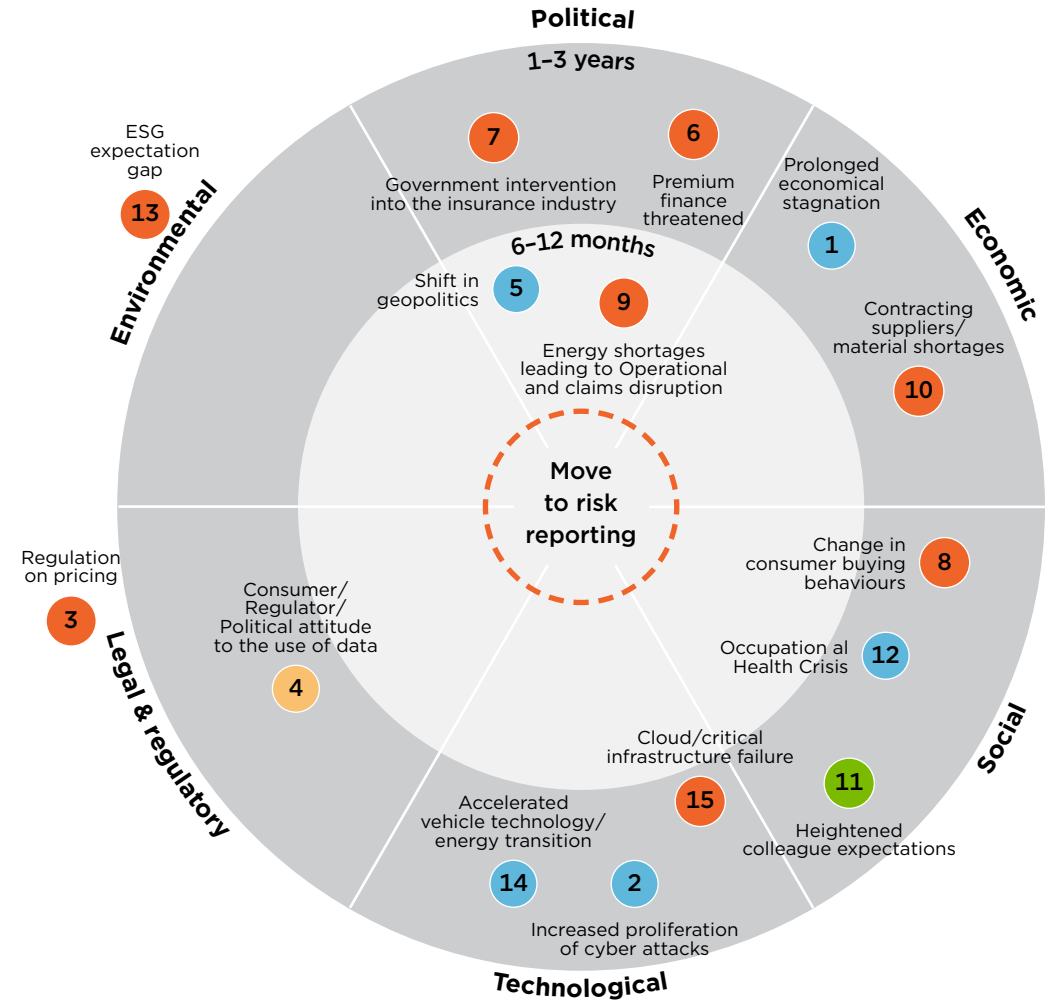 Political
1–3 years
7
Government intervention
into the insurance industry
6
Premium
finance
threatened
ESG
expectation
gap
13
Environmental
Prolonged
economical
stagnation
1
Economic
Contracting
suppliers/
material shortages
10
6–12 months
Shift in
geopolitics
5
9
Energy shortages
leading to Operational
and claims disruption
Move
to risk
reporting
Regulation
on pricing
3
Legal & regulatory
Consumer/
Regulator/
Political attitude
to the use of data
4
Change in
consumer buying
behaviours
8
Occupation al
Health Crisis
12
Social
11
Heightened
colleague expectations
Cloud/critical
infrastructure failure
15
Accelerated
vehicle technology/
energy transition
14
2
Increased proliferation
of cyber attacks
Technological